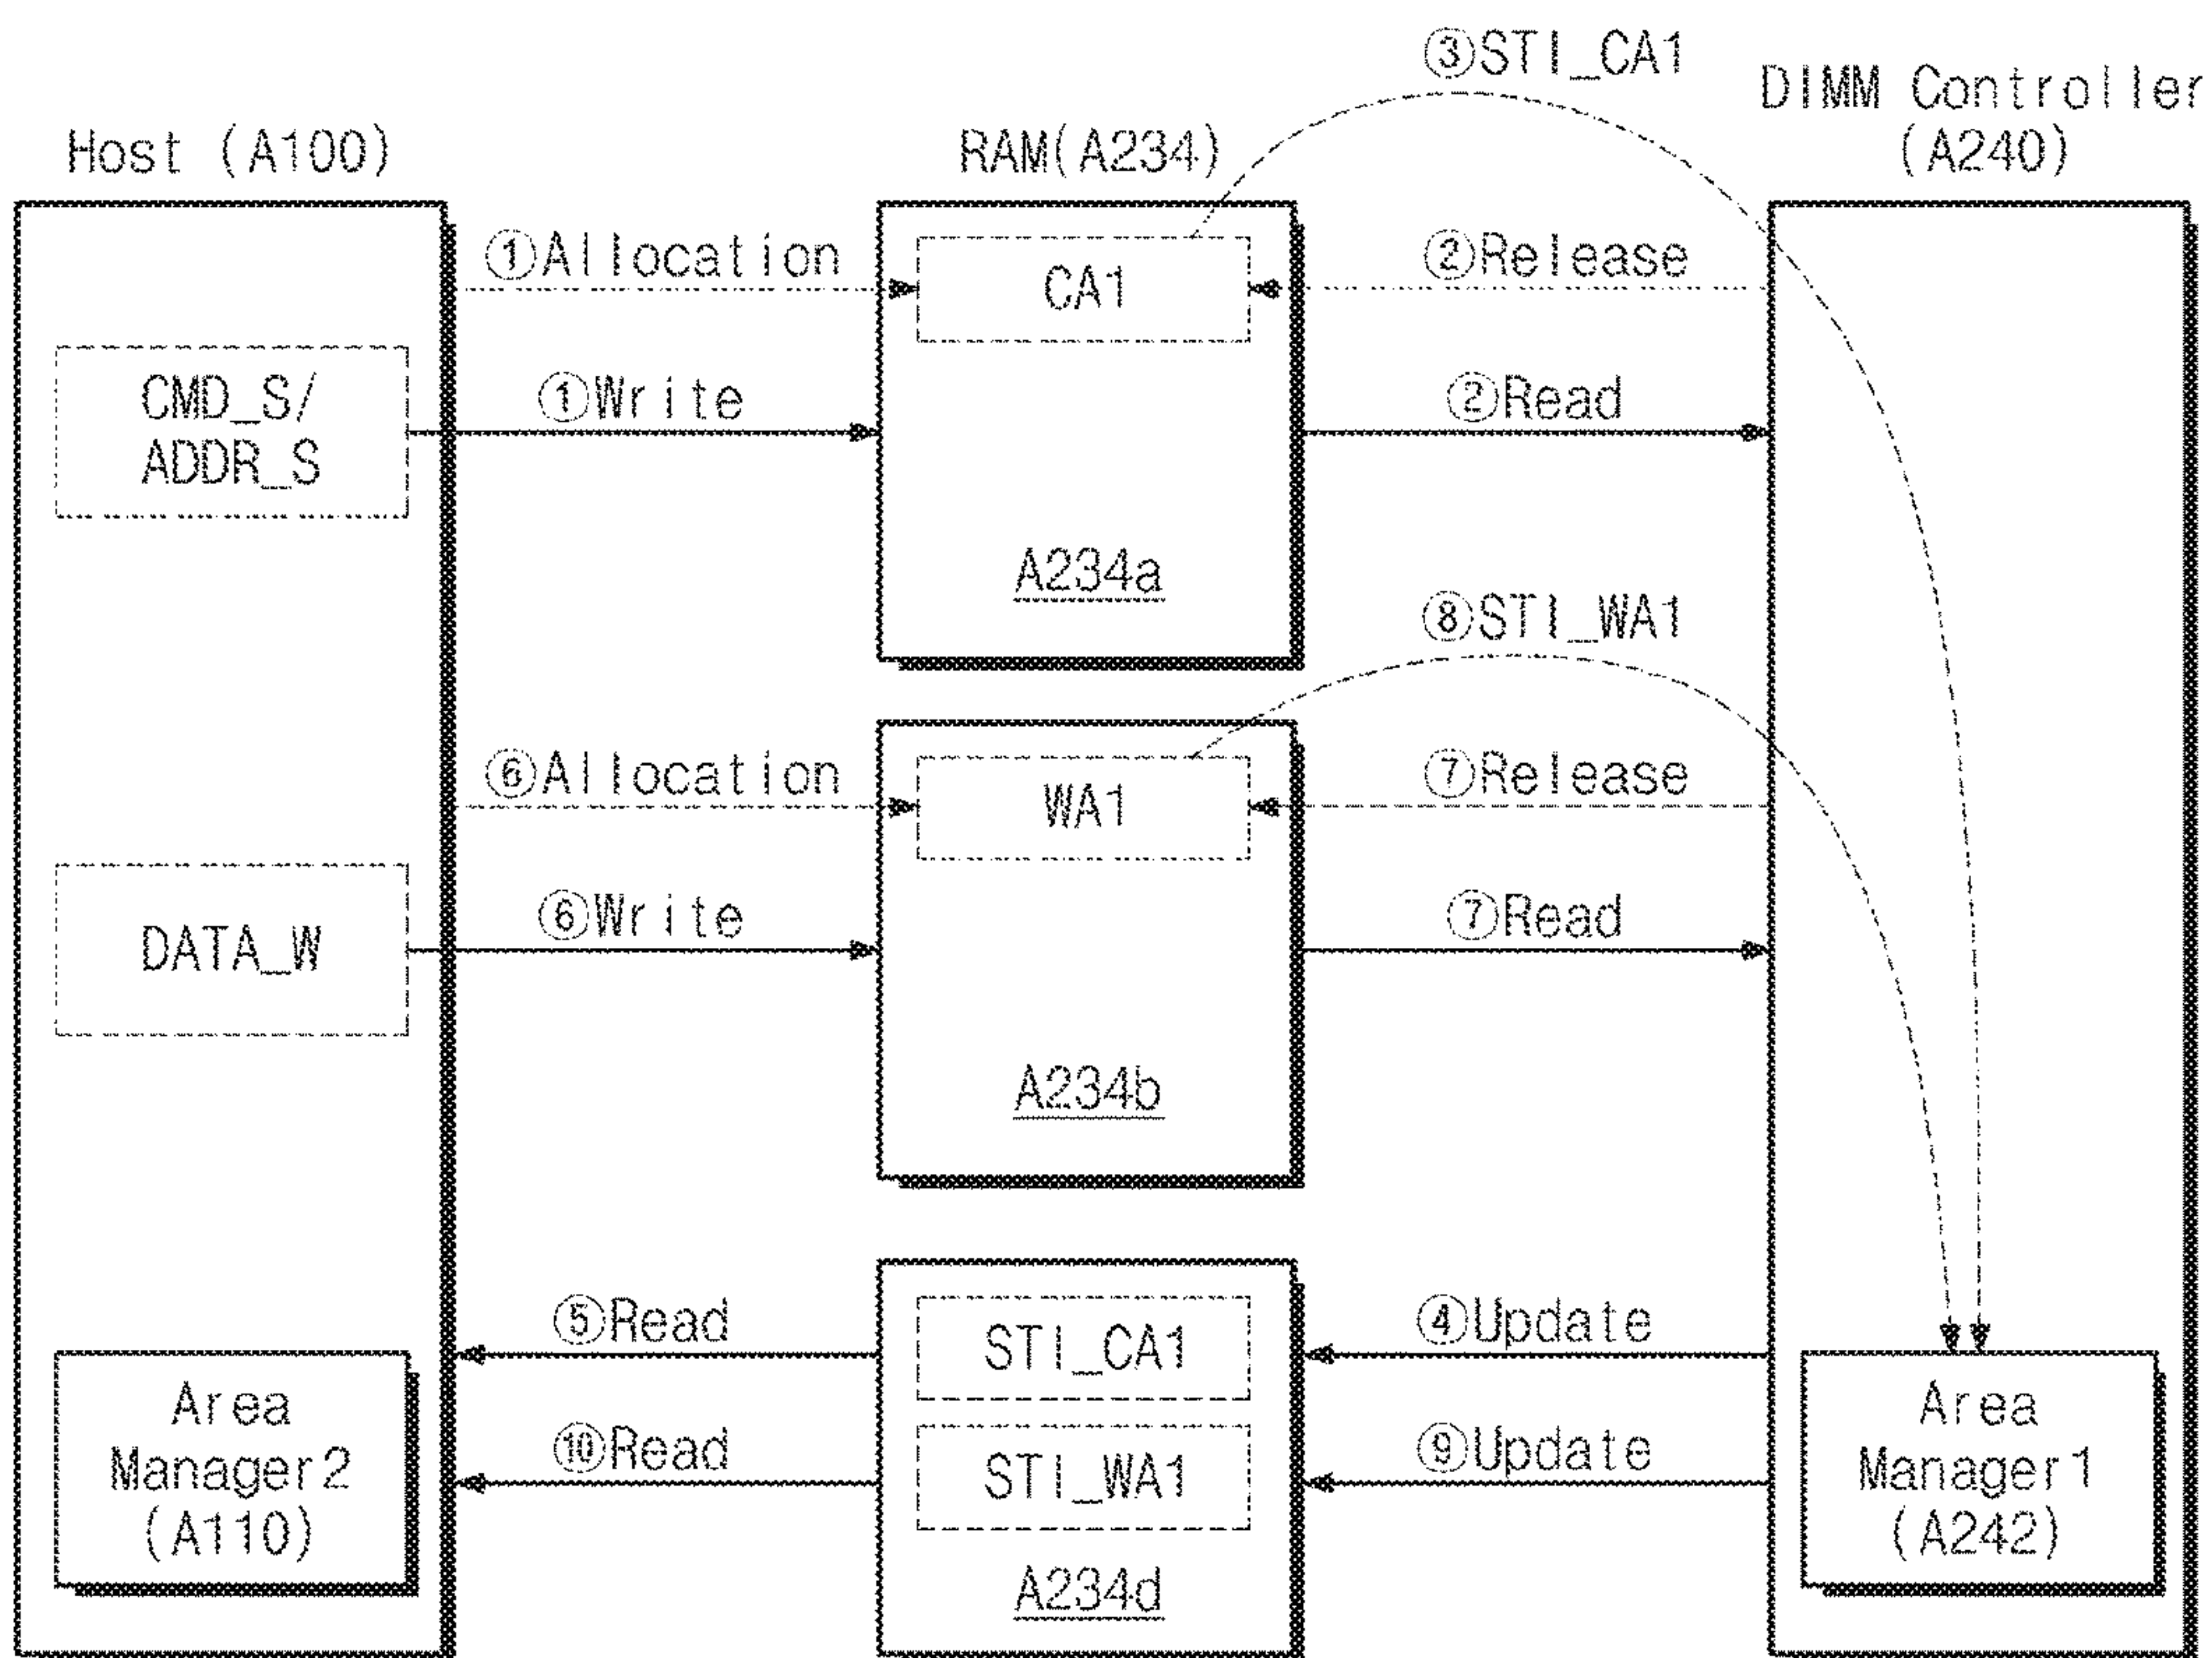 ③STI_CA1
DIMM Controller
(A240)
Host (A100)
RAM(A234)
①Allocation
CA1
②Release
CMD_S/
ADDR_S
①Write
②Read
A234a
⑧STI_WA1
⑥Allocation
WA1
⑦Release
DATA_W
⑥Write
⑦Read
A234b
⑤Read
STI_CA1
④Update
Area
Manager2
(A110)
⑩Read
STI_WA1
⑨Update
Area
Manager1
(A242)
A234d